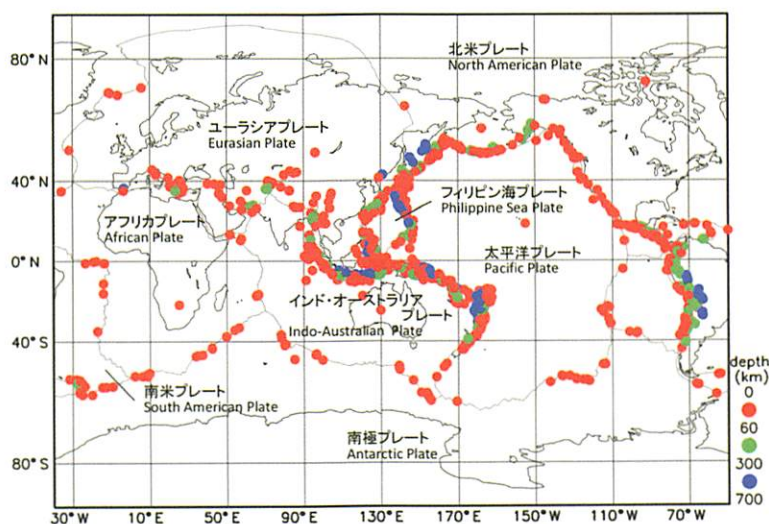 北米プレート
North American Plate
80° N
ユーラシアプレート
Eurasian Plate
40° N
フィリピン海プレート
Philippine Sea Plate
アフリカプレート
African Plate
太平洋プレート
Pacific Plate
0° N
インド・オーストラリア
プレート
Indo-Australian Plate
40° S
南米プレート
South American Plate
南極プレート
Antarctic Plate
80° S
depth
(km)
0
60
300
700
30° W
10° E
50° E
90° E
130° E
170° E
150° W
110° W
70° W